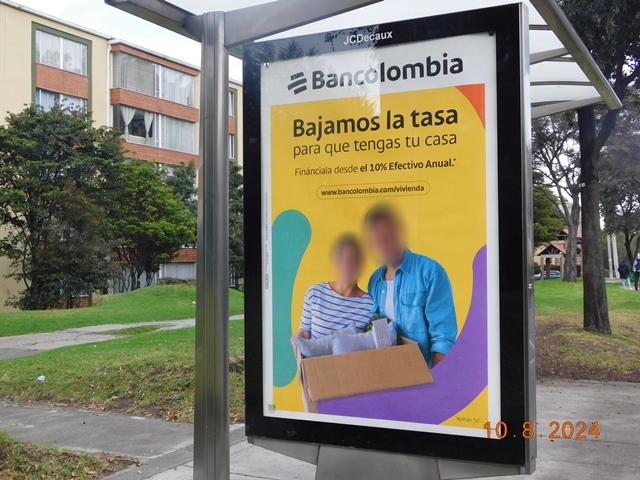 JCDecaux
Bancolombia
Bajamos la tasa
para que tengas tu casa
Finánciala desde el 10% Efectivo Anual.*
www.bancolombia.com/vivienda
10. 8. 2024